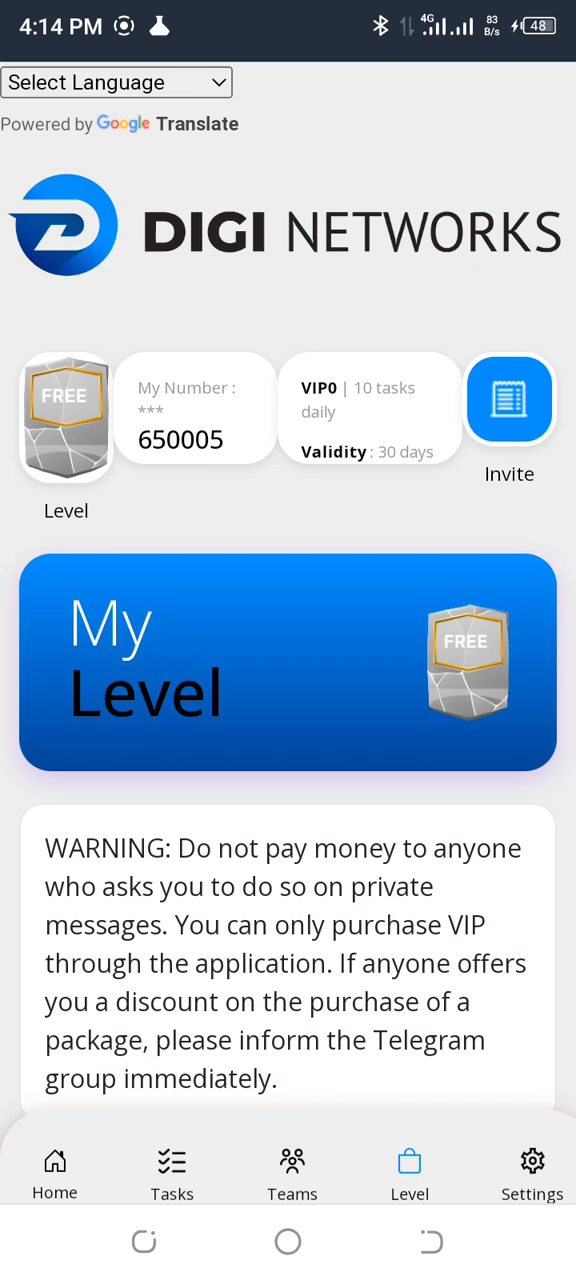 4:14 PM
4G
83
B/s
48
Select Language
Powered by Google Translate
DIGI NETWORKS
FREE
My Number :
***
650005
VIP0 | 10 tasks
daily
Validity : 30 days
Invite
Level
My
Level
FREE
WARNING: Do not pay money to anyone
who asks you to do so on private
messages. You can only purchase VIP
through the application. If anyone offers
you a discount on the purchase of a
package, please inform the Telegram
group immediately.
Home
Tasks
Teams
Level
Settings